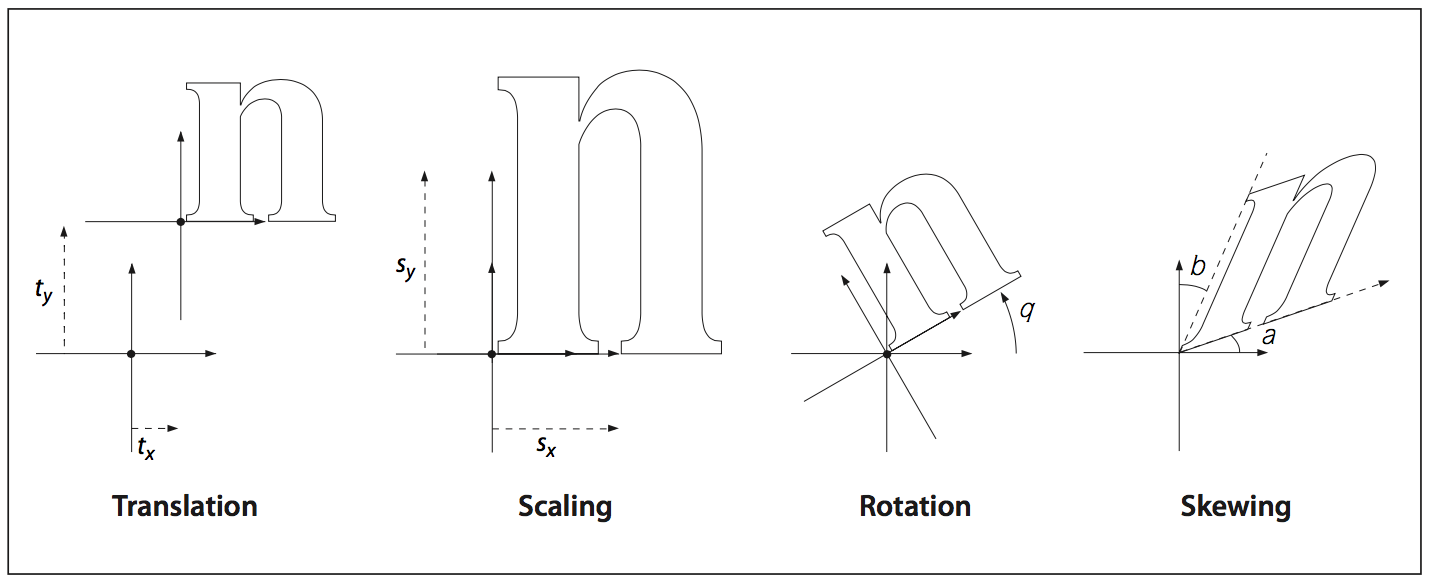 n
t_y
t_x
Translation
n
s_y
s_x
Scaling
n
q
Rotation
n
b
a
Skewing